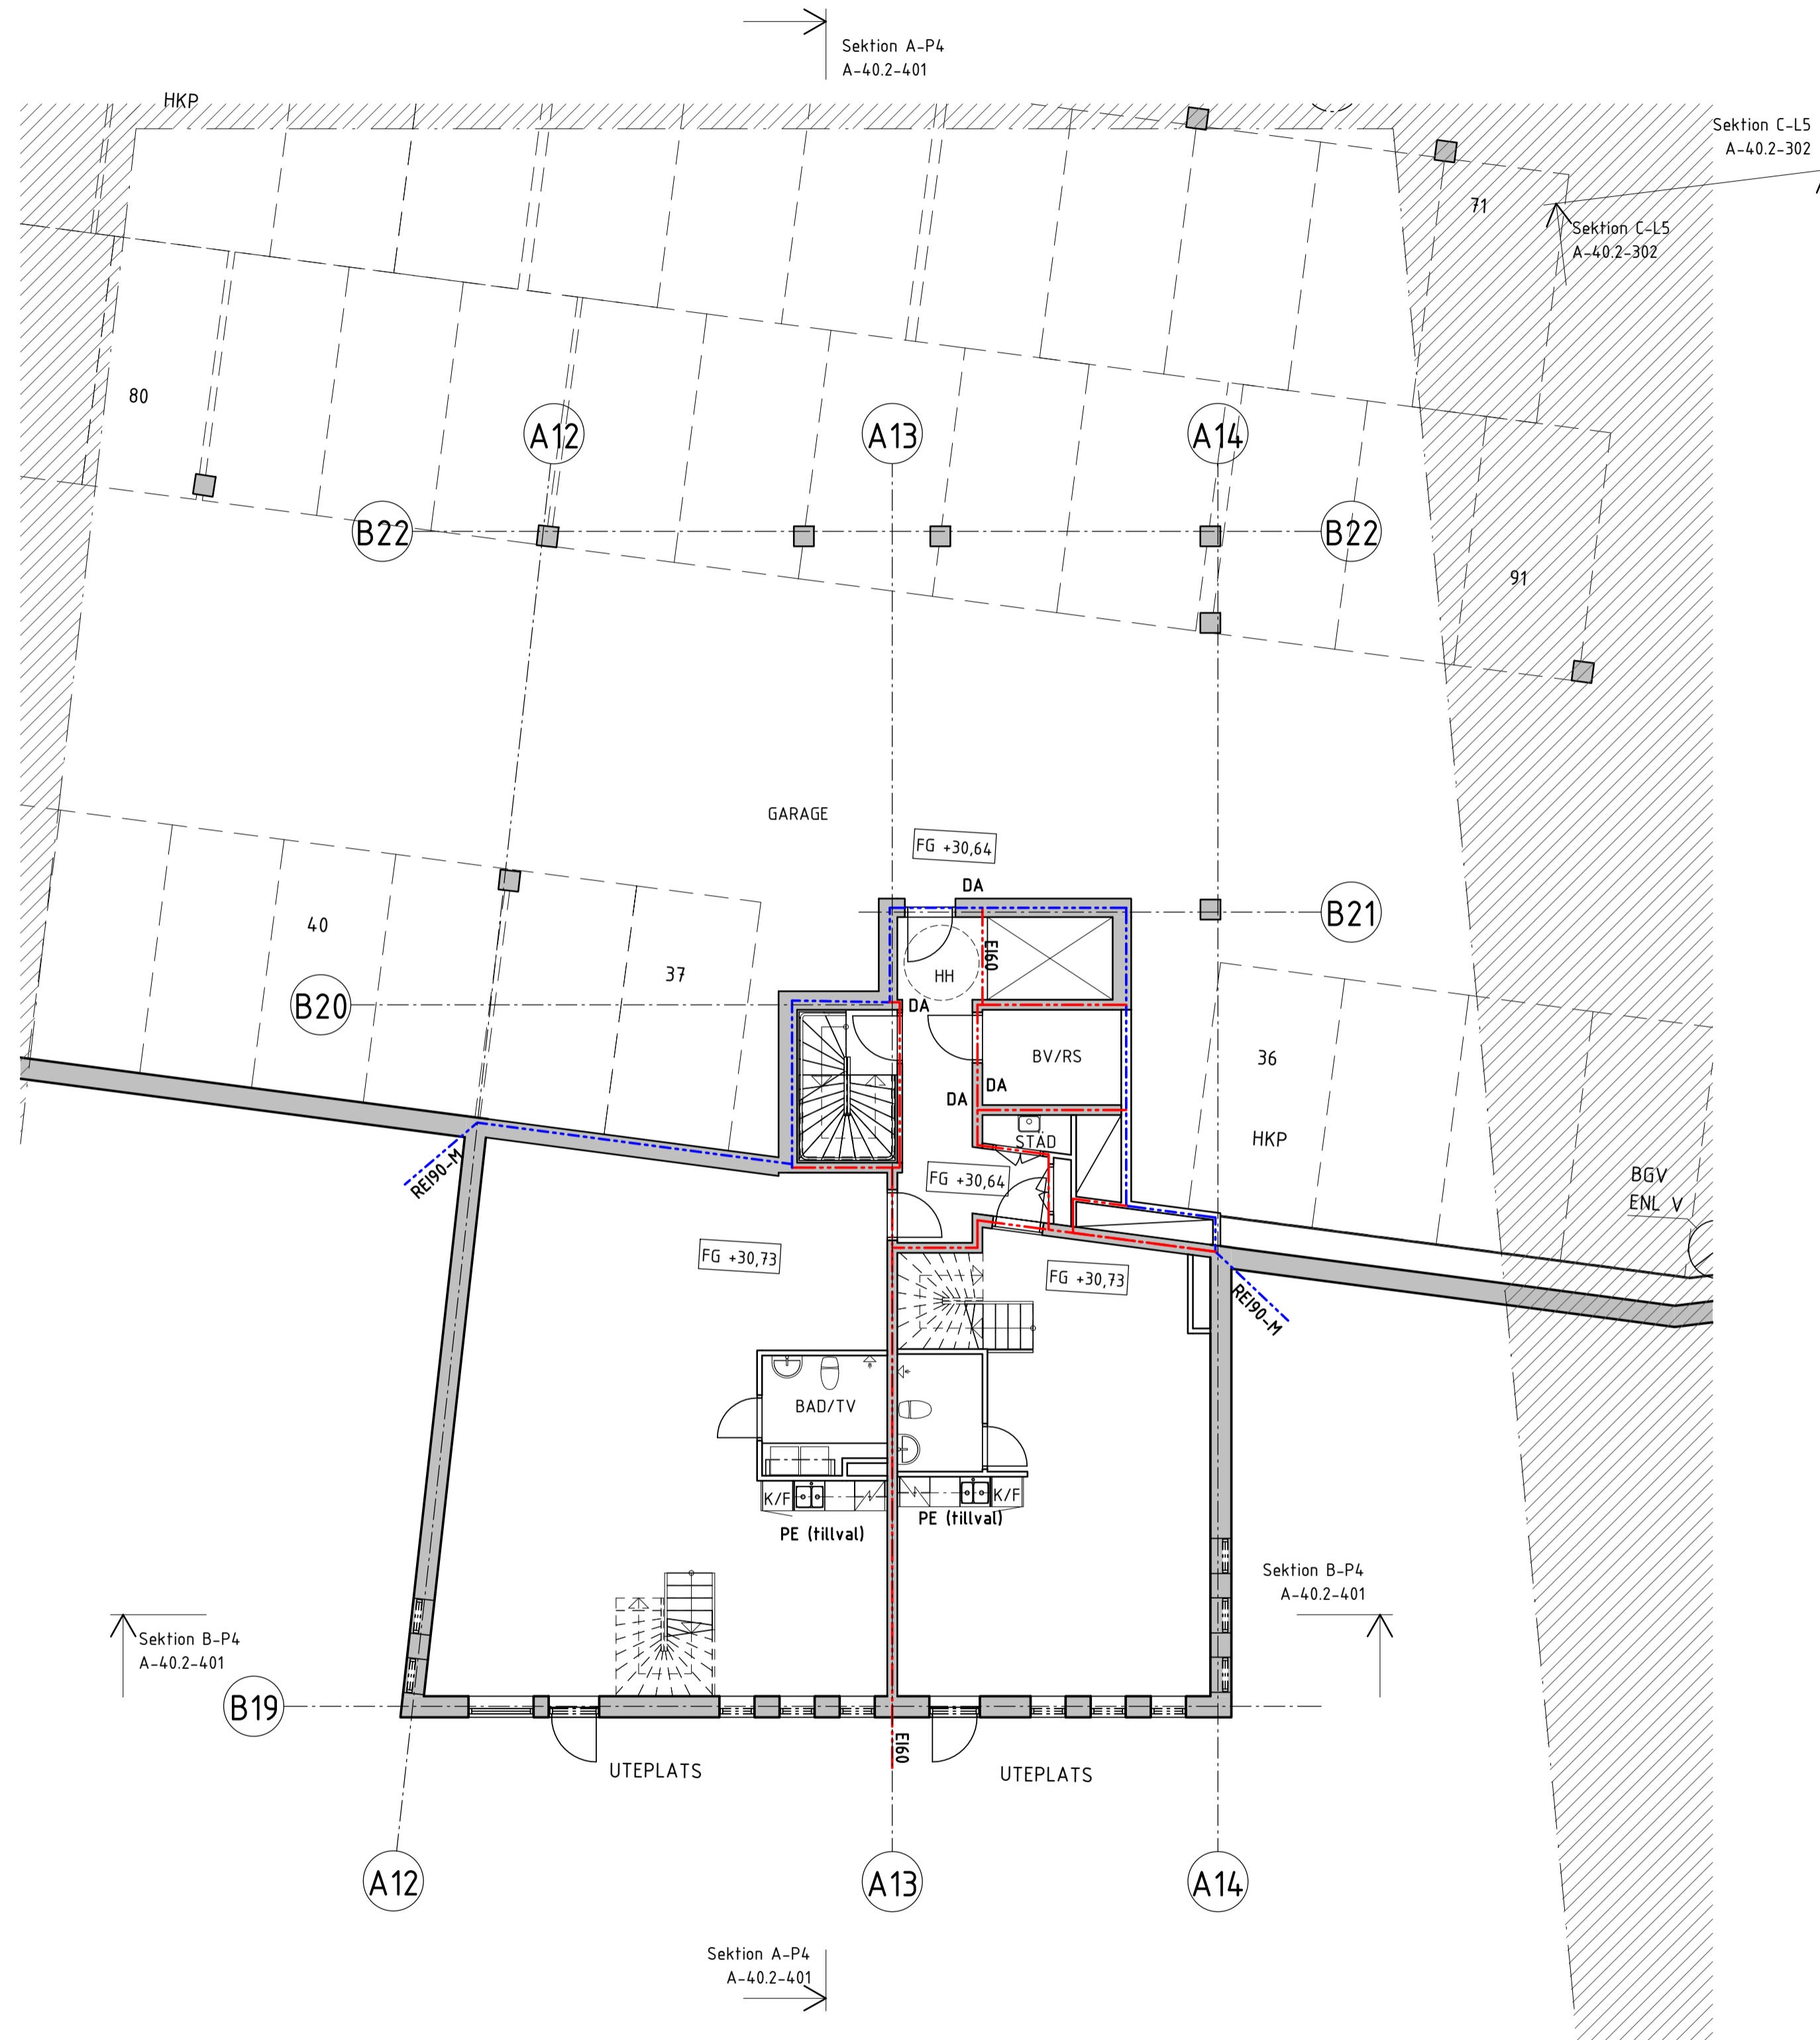 Sektion A-P4
A-40.2-401
HKP
Sektion C-L5
A-40.2-302
71
Sektion C-L5
A-40.2-302
80
A12
A13
A14
B22
B22
91
GARAGE
FG +30,64
DA
40
37
B21
EI60
HH
B20
DA
BV/RS
36
DA
DA
STÄD
HKP
REI90-M
FG +30,64
BGV
ENL V
FG +30,73
FG +30,73
REI90-M
BAD/TV
K/F
K/F
PE (tillval)
PE (tillval)
Sektion B-P4
A-40.2-401
Sektion B-P4
A-40.2-401
B19
EI60
UTEPLATS
UTEPLATS
A12
A13
A14
Sektion A-P4
A-40.2-401